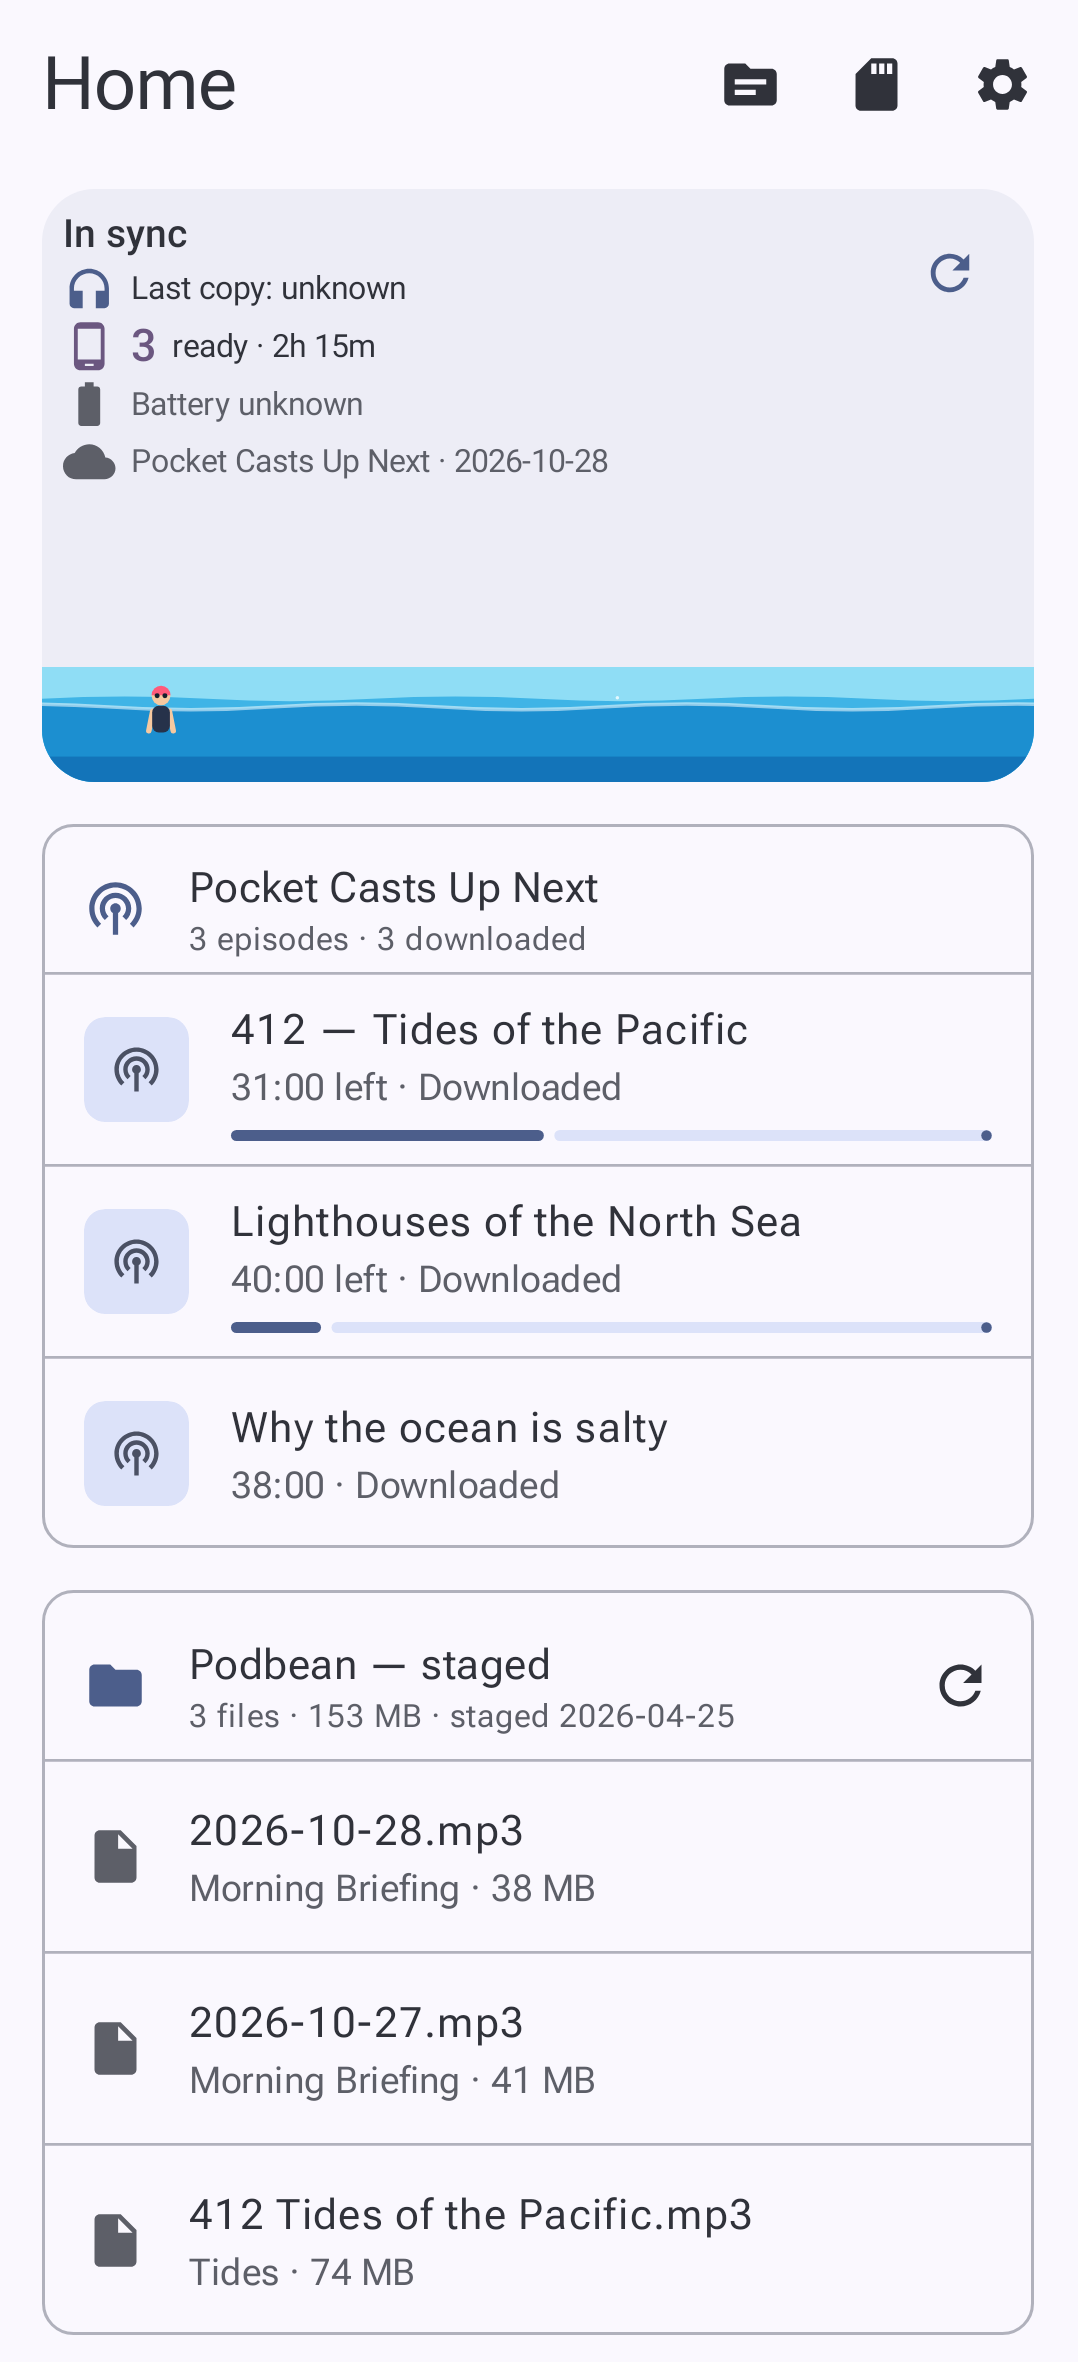 Home
In sync
Last copy: unknown
3 ready · 2h 15m
Battery unknown
Pocket Casts Up Next · 2026-10-28
Pocket Casts Up Next
3 episodes · 3 downloaded
412 — Tides of the Pacific
31:00 left · Downloaded
Lighthouses of the North Sea
40:00 left · Downloaded
Why the ocean is salty
38:00 · Downloaded
Podbean — staged
3 files · 153 MB · staged 2026-04-25
2026-10-28.mp3
Morning Briefing · 38 MB
2026-10-27.mp3
Morning Briefing · 41 MB
412 Tides of the Pacific.mp3
Tides · 74 MB